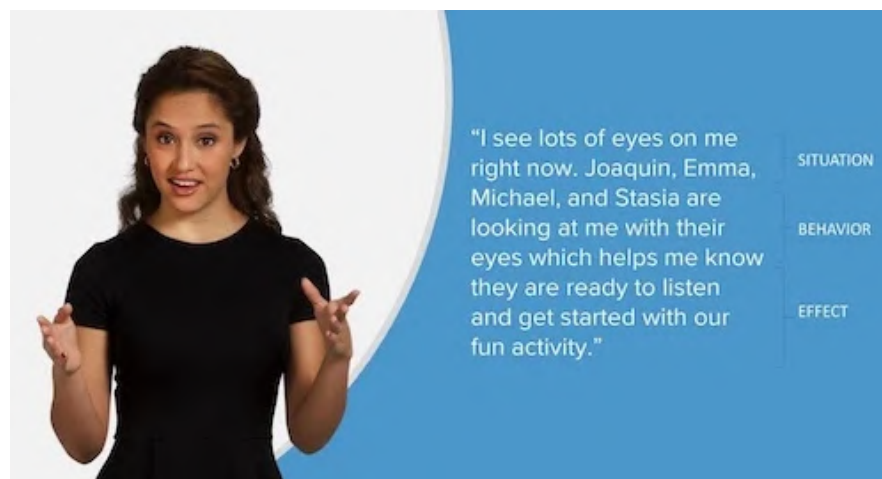 “I see lots of eyes on me
right now. Joaquin, Emma,
Michael, and Stasia are
looking at me with their
eyes which helps me know
they are ready to listen
and get started with our
fun activity.”
SITUATION
BEHAVIOR
EFFECT